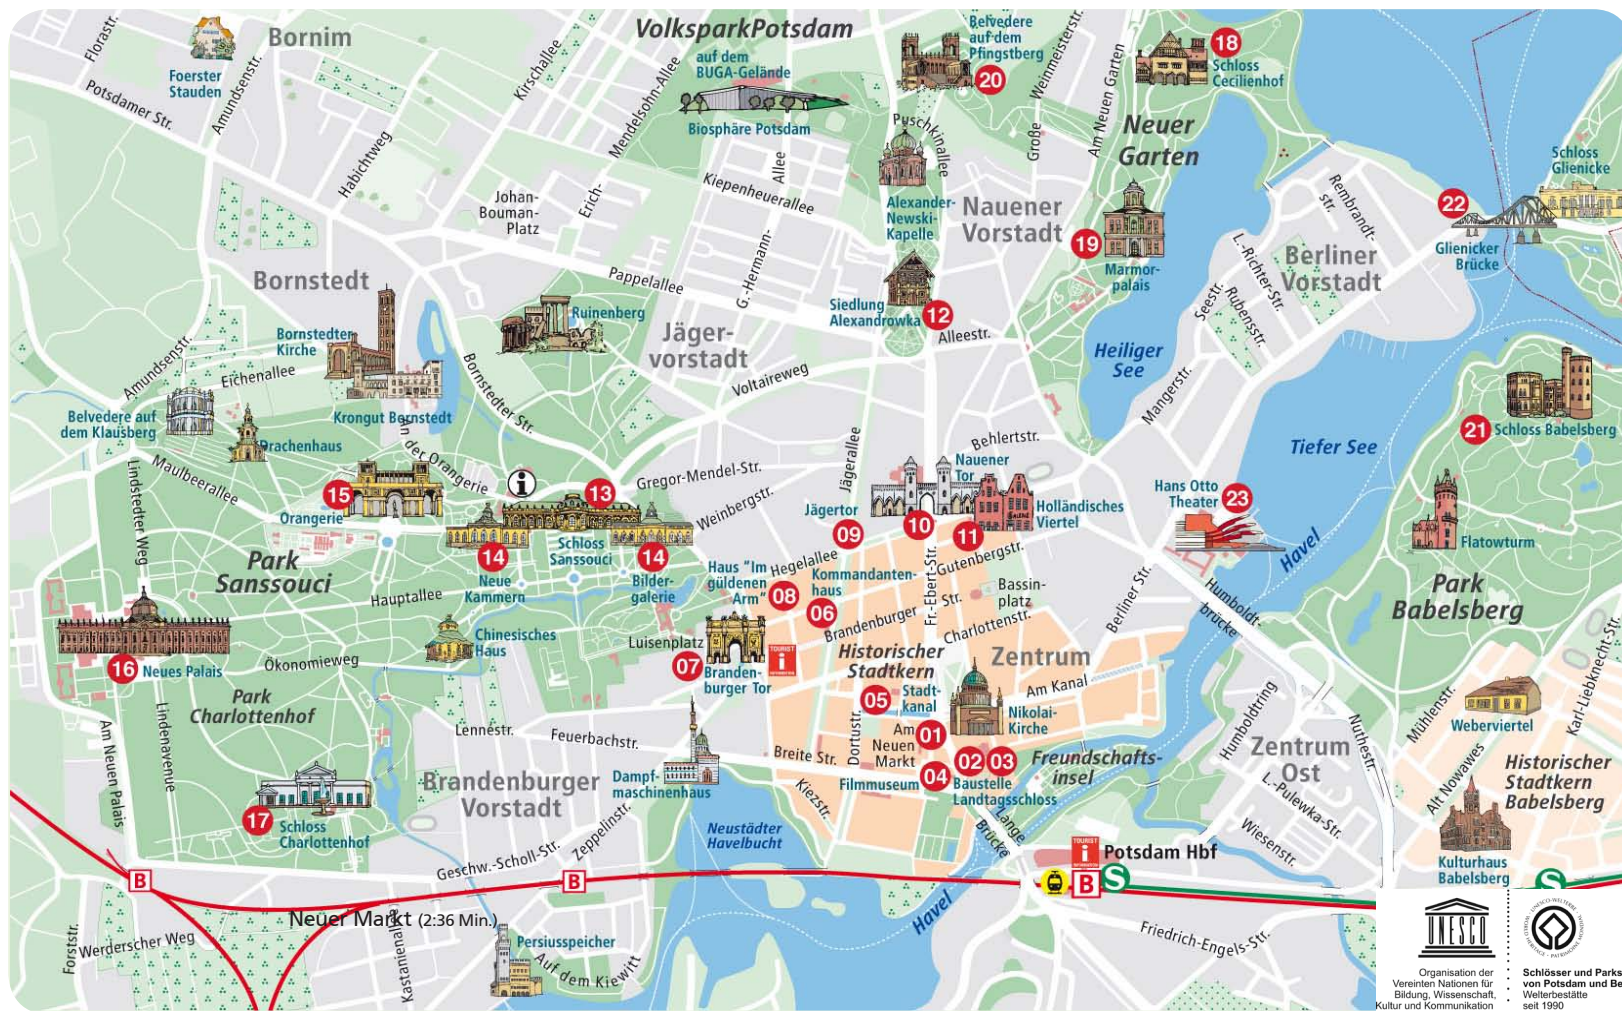 Florastr.
Bornim
Foerster
Stauden
Potsdamer Str.
Amundsenstr.
Habichtweg
Kirschallee
Mendelsohn-Allee
Erich-
Johan-
Bouman-
Platz
VolksparkPotsdam
auf dem
BUGA-Gelände
Biosphäre Potsdam
Allee
Kiepenheuerallee
G.-Hermann-
Pappelallee
Belvedere
auf dem
Pfingstberg
20
Puschkinallee
Große
Weinmeisterstr.
Am Neuen Garten
18
Schloss
Cecilienhof
Neuer
Garten
Alexander-
Newski-
Kapelle
Nauener
Vorstadt
19
Marmor-
palais
Siedlung
Alexandrowka
12
Alleestr.
Heiliger
See
Rembrandt-
str.
L.-Richter-Str.
Berliner
Vorstadt
Seestr.
Rubensstr.
Mangerstr.
22
Glienicker
Brücke
Schloss
Glienicke
Bornstedt
Bornstedter
Kirche
Ruinenberg
Jäger-
vorstadt
Voltaireweg
Amundsenstr.
Eichenallee
Krongut Bornstedt
Bornstedter Str.
Belvedere auf
dem Klausberg
Drachenhaus
An der Orangerie
Maulbeerallee
Lindstedter Weg
15
Orangerie
i
13
Gregor-Mendel-Str.
Weinbergstr.
Jägerallee
Behlertstr.
Nauener
Tor
Holländisches
Viertel
Jägertor
09
10
11
GALERIE
Gutenbergstr.
Tiefer See
21
Schloss Babelsberg
Flatowturm
Park
Babelsberg
Hans Otto
Theater
23
Havel
Humboldt-
brücke
Berliner Str.
Park
Sanssouci
14
Neue
Kammern
Schloss
Sanssouci
14
Bilder-
galerie
Hauptallee
Haus "Im
güldenen
Arm"
Hegelallee
08
Kommandanten-
haus
06
Brandenburger
Str.
Fr.-Ebert-Str.
Bassin-
platz
Charlottenstr.
Historischer
Stadtkern
Zentrum
Chinesisches
Haus
Ökonomieweg
16
Neues Palais
Luisenplatz
07
Branden-
burger Tor
TOURIST
i
INFORMATION
05
Stadt-
kanal
Am Kanal
Nikolai-
Kirche
Am
Neuen
Markt
01
02
03
Baustelle
Landtagsschloss
04
Filmmuseum
Dortustr.
Breite Str.
Freundschafts-
insel
Park
Charlottenhof
Am Neuen Palais
Lindenavenue
Lennéstr.
Feuerbachstr.
Brandenburger
Vorstadt
Dampf-
maschinenhaus
17
Schloss
Charlottenhof
Kiezstr.
Neustädter
Havelbucht
Zeppelinstr.
Geschw.-Scholl-Str.
Lange
Brücke
Humboldtring
Zentrum
Ost
L.-Pulewka-Str.
Wiesenstr.
Nuthestr.
Mühlenstr.
Weberviertel
Karl-Liebknecht-Str.
Alt Nowawes
Historischer
Stadtkern
Babelsberg
Kulturhaus
Babelsberg
TOURIST
i
INFORMATION
Potsdam Hbf
B
B
B
S
S
Neuer Markt (2:36 Min.)
Forststr.
Werderscher Weg
Persiusspeicher
Auf dem Kiewitt
Havel
Friedrich-Engels-Str.
UNESCO
Organisation der
Vereinten Nationen für
Bildung, Wissenschaft,
Kultur und Kommunikation
Schlösser und Parks
von Potsdam und Be
Welterbestätte
seit 1990